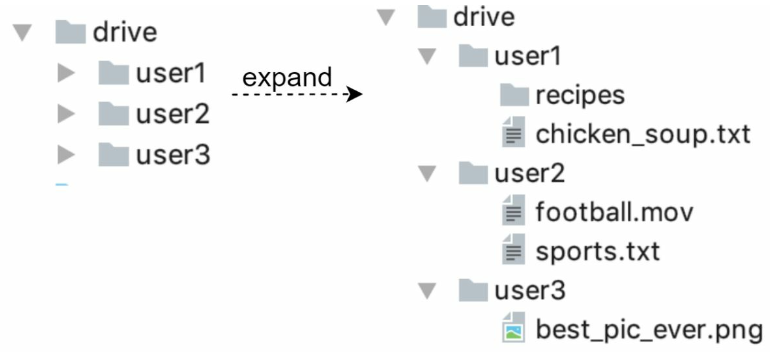 drive
user1
user2
user3
expand
drive
user1
recipes
chicken_soup.txt
user2
football.mov
sports.txt
user3
best_pic_ever.png